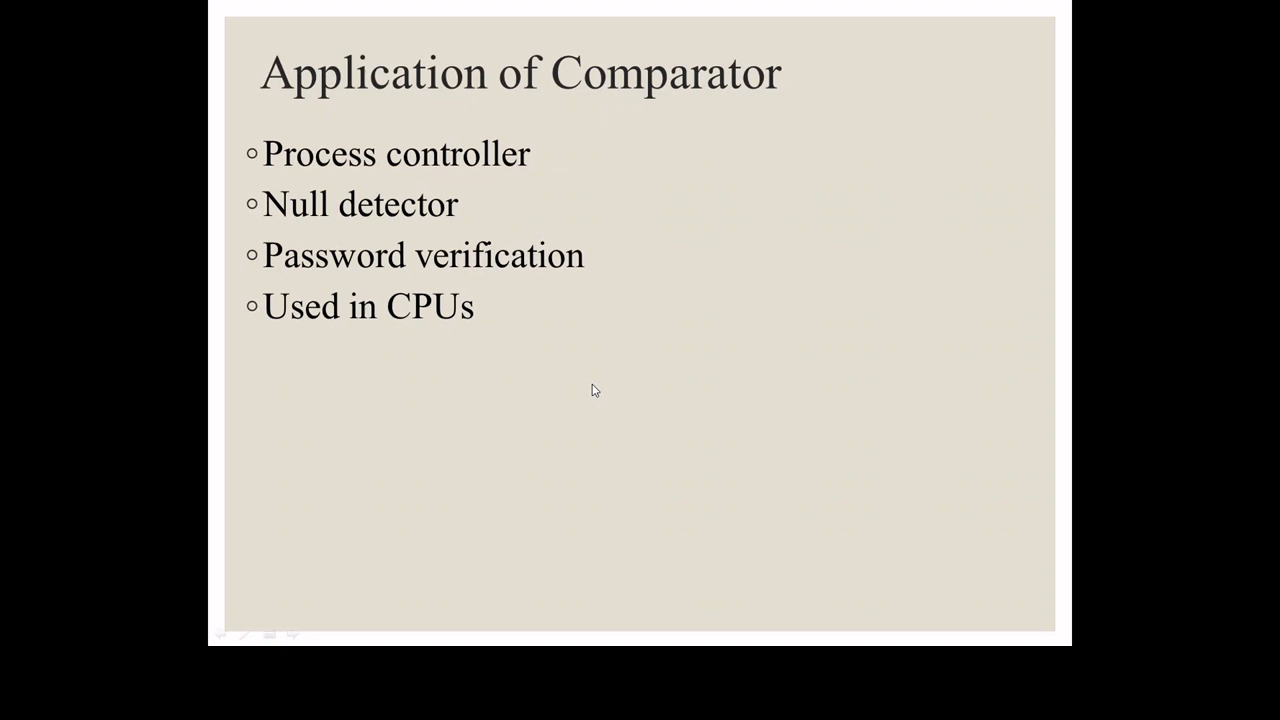 Application of Comparator
◦Process controller
◦Null detector
◦Password verification
◦Used in CPUs